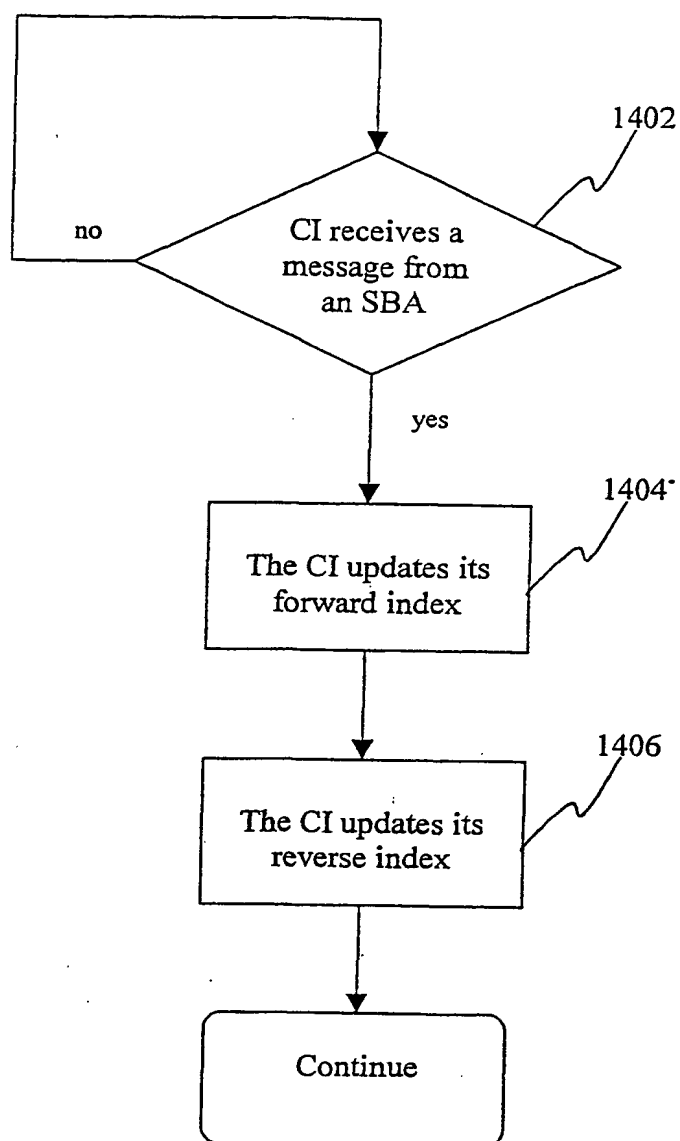 1402
no
CI receives a
message from
an SBA
yes
1404
The CI updates its
forward index
1406
The CI updates its
reverse index
Continue